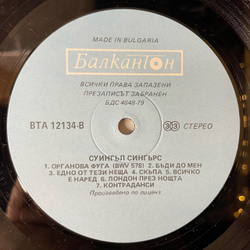 MADE IN BULGARIA
Балкантон
ВСИЧКИ ПРАВА ЗАПАЗЕНИ
ПРЕЗАПИСЪТ ЗАБРАНЕН
БДС 4648-79
ВТА 12134-В
33 СТЕРЕО
СУИНГЪЛ СИНГЪРС
1. ОРГАНОВА ФУГА (BWV 578) 2. БЪДИ ДО МЕН
3. ЕДНО ОТ ТЕЗИ НЕЩА 4. СКЪПА 5. ВСИЧКО
Е НАРЕД 6. ЛОНДОН ПРЕЗ НОЩТА
7. КОНТРАДАНСИ
Произведено по лиценз